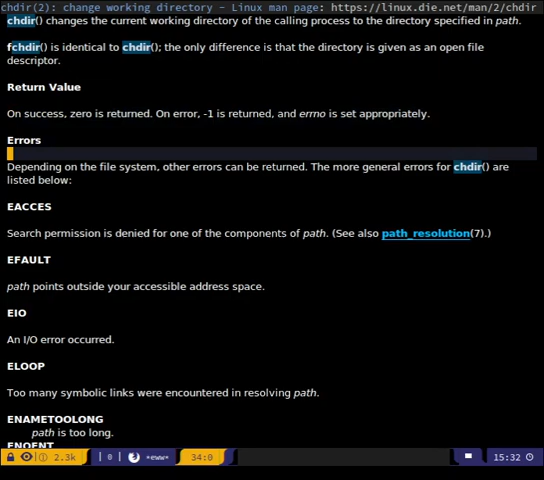 chdir(2): change working directory - Linux man page: https://linux.die.net/man/2/chdir
chdir() changes the current working directory of the calling process to the directory specified in path.
fchdir() is identical to chdir(); the only difference is that the directory is given as an open file
descriptor.
Return Value
On success, zero is returned. On error, -1 is returned, and errno is set appropriately.
Errors
Depending on the file system, other errors can be returned. The more general errors for chdir() are
listed below:
EACCES
Search permission is denied for one of the components of path. (See also path_resolution(7).)
EFAULT
path points outside your accessible address space.
EIO
An I/O error occurred.
ELOOP
Too many symbolic links were encountered in resolving path.
ENAMETOOLONG
path is too long.
ENOENT
2.3k | 0 | *eww* 34:0 15:32